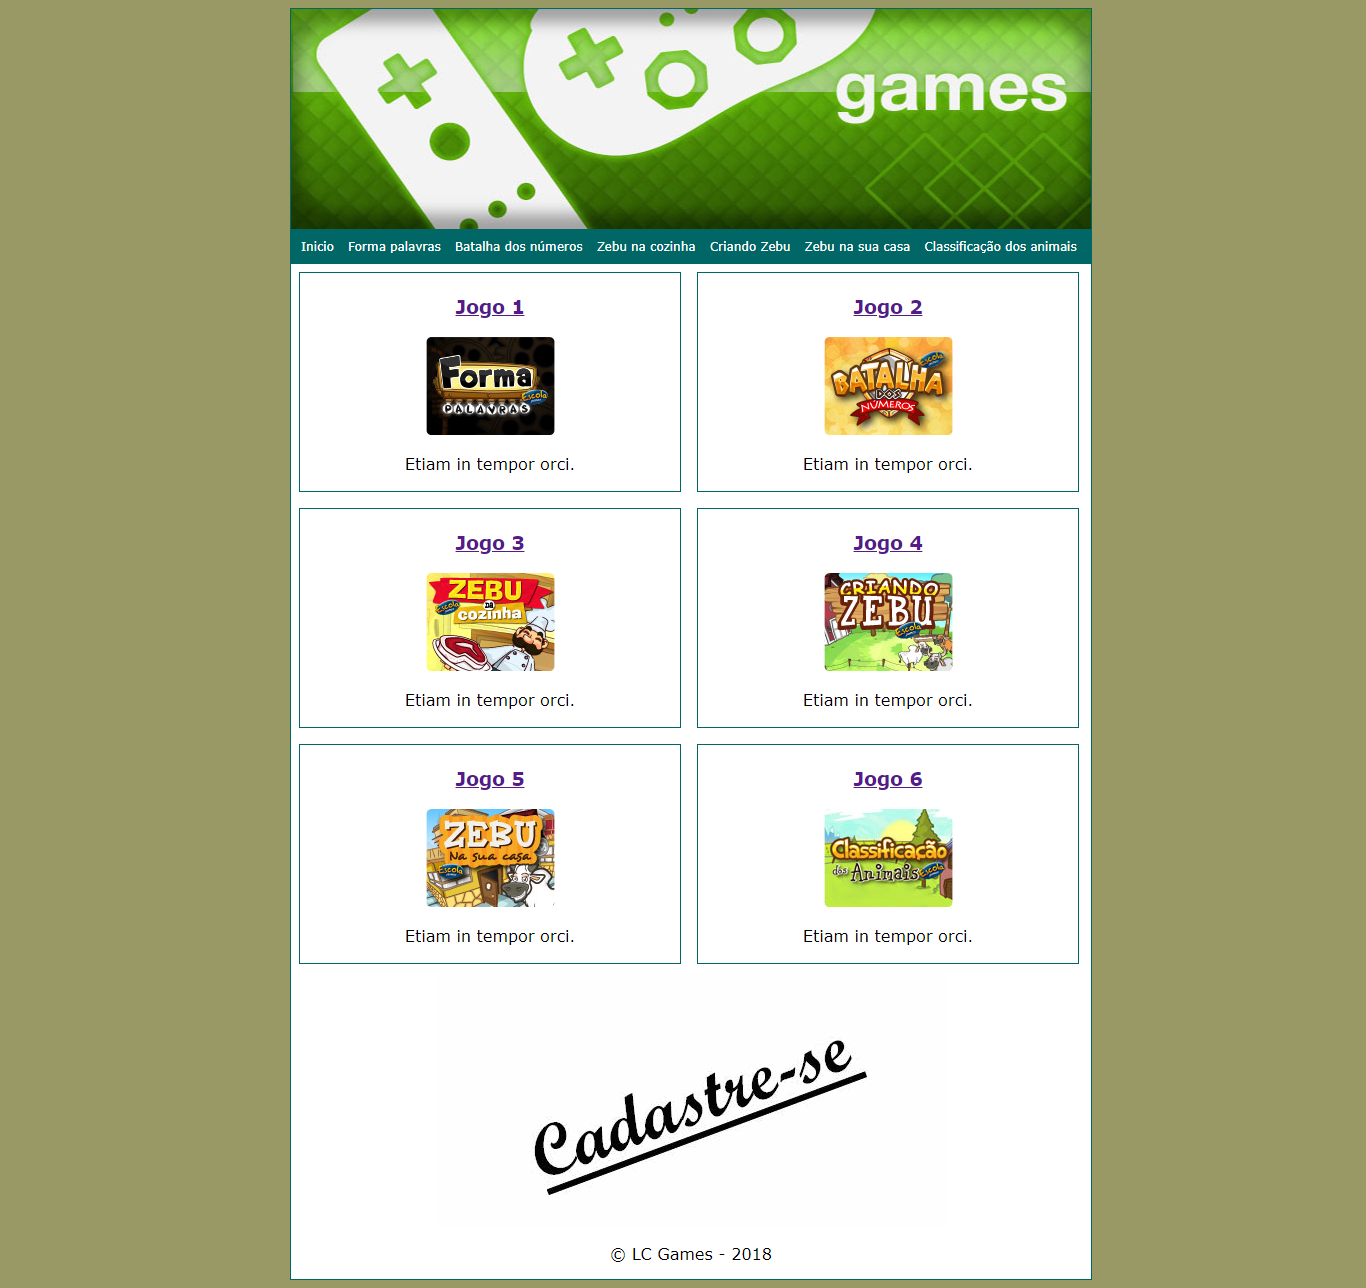 games
Inicio Forma palavras Batalha dos números Zebu na cozinha Criando Zebu Zebu na sua casa Classificação dos animais
Jogo 1
Forma
Escola
PALAVRAS
Etiam in tempor orci.
Jogo 2
Escola
BATALHA
DOS
NÚMEROS
Etiam in tempor orci.
Jogo 3
ZEBU
na
Escola
cozinha
Etiam in tempor orci.
Jogo 4
CRIANDO
ZEBU
Escola
Etiam in tempor orci.
Jogo 5
ZEBU
Na sua casa
Escola
Etiam in tempor orci.
Jogo 6
Classificação
dos Animais
Escola
Etiam in tempor orci.
Cadastre-se
© LC Games - 2018